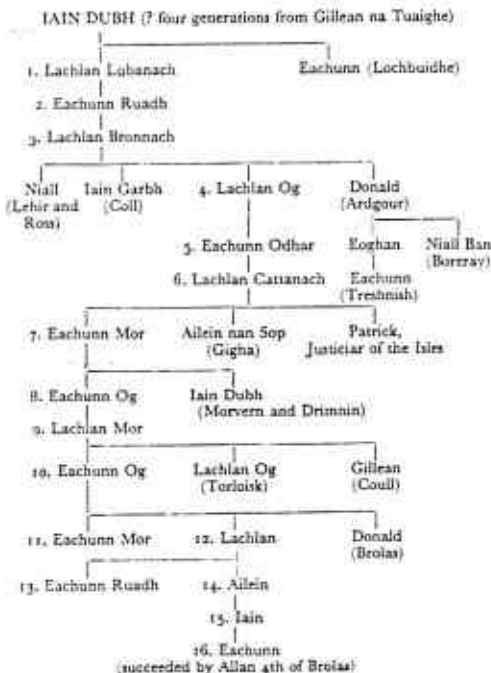 IAIN DUBH (? four generations from Gillean na Tuaighe)
1. Lachlan Lubanach Eachunn (Lochbuidhe)
2. Eachunn Ruadh
3. Lachlan Bronnach
Niall Iain Garbh 4. Lachlan Og Donald
(Lehir and (Coll) (Ardgour)
Ross)
5. Eachunn Odhar Eoghan Niall Ban
(Boreray)
6. Lachlan Cattanach Eachunn
(Treshnish)
7. Eachunn Mor Ailein nan Sop Patrick,
(Gigha) Justiciar of the Isles
8. Eachunn Og Iain Dubh
(Morvern and Drimnin)
9. Lachlan Mor
10. Eachunn Og Lachlan Og Gillean
(Torloisk) (Coull)
11. Eachunn Mor 12. Lachlan Donald
(Brolas)
13. Eachunn Ruadh 14. Ailein
15. Iain
16. Eachunn
(succeeded by Allan 4th of Brolas)